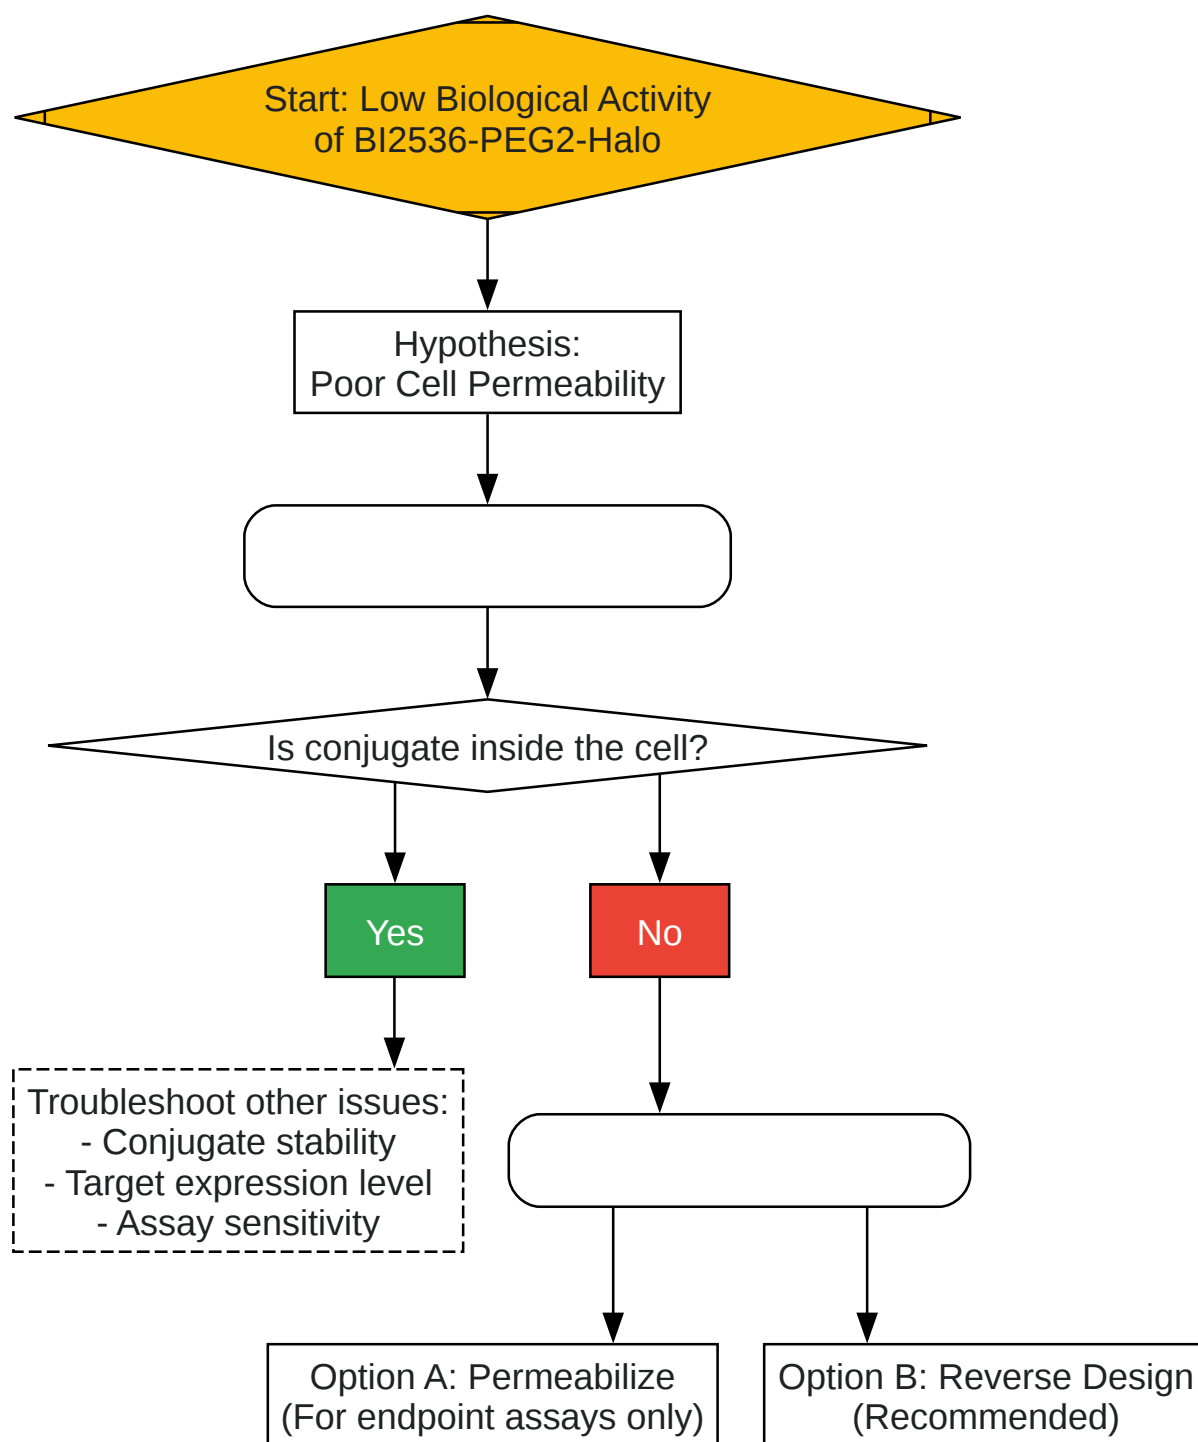 Start: Low Biological Activity
of BI2536-PEG2-Halo
Hypothesis:
Poor Cell Permeability
Is conjugate inside the cell?
Yes
No
Troubleshoot other issues:
- Conjugate stability
- Target expression level
- Assay sensitivity
Option A: Permeabilize
(For endpoint assays only)
Option B: Reverse Design
(Recommended)